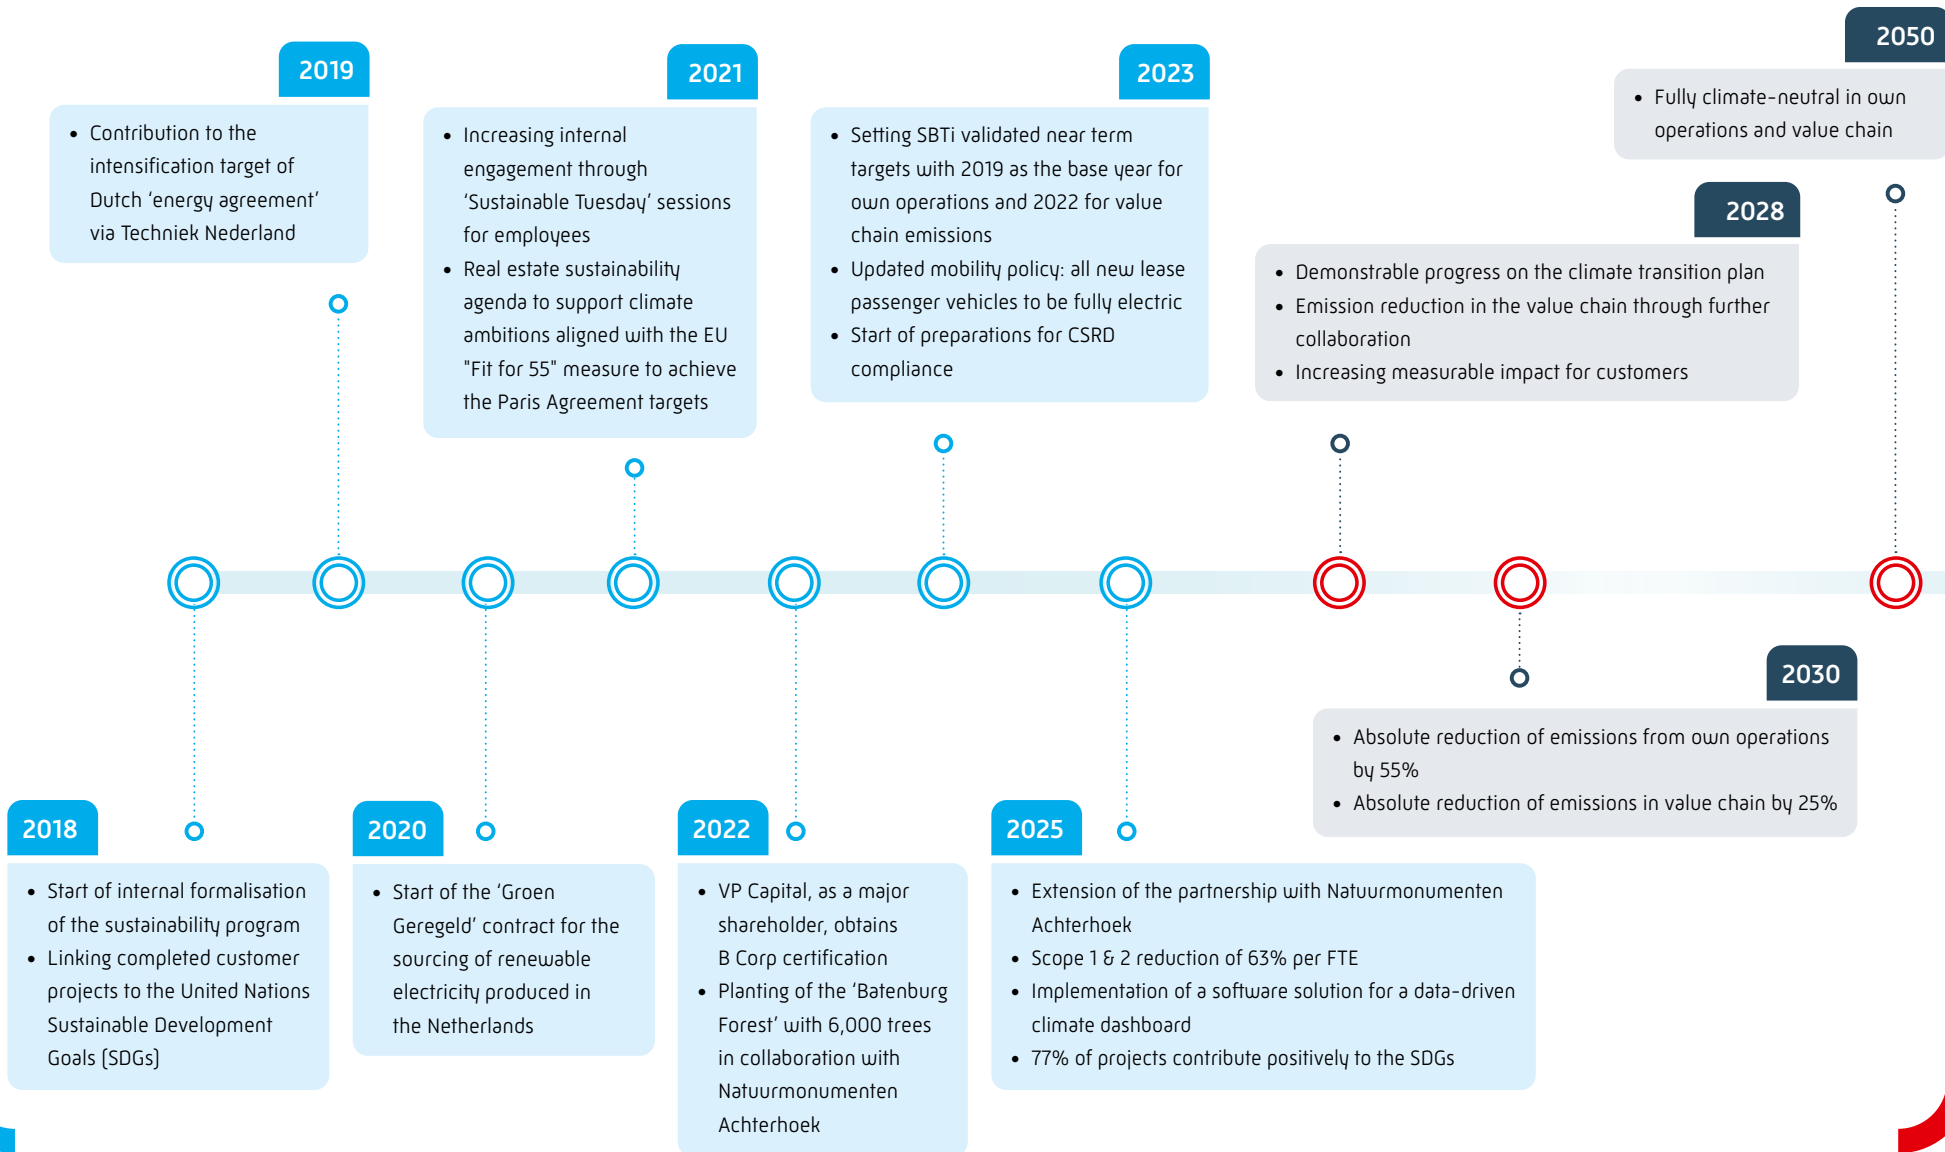 2019
• Contribution to the
intensification target of
Dutch ‘energy agreement’
via Techniek Nederland
2021
• Increasing internal
engagement through
‘Sustainable Tuesday’ sessions
for employees
• Real estate sustainability
agenda to support climate
ambitions aligned with the EU
"Fit for 55" measure to achieve
the Paris Agreement targets
2023
• Setting SBTi validated near term
targets with 2019 as the base year for
own operations and 2022 for value
chain emissions
• Updated mobility policy: all new lease
passenger vehicles to be fully electric
• Start of preparations for CSRD
compliance
2050
• Fully climate-neutral in own
operations and value chain
2028
• Demonstrable progress on the climate transition plan
• Emission reduction in the value chain through further
collaboration
• Increasing measurable impact for customers
2030
• Absolute reduction of emissions from own operations
by 55%
• Absolute reduction of emissions in value chain by 25%
2018
• Start of internal formalisation
of the sustainability program
• Linking completed customer
projects to the United Nations
Sustainable Development
Goals (SDGs)
2020
• Start of the ‘Groen
Geregeld’ contract for the
sourcing of renewable
electricity produced in
the Netherlands
2022
• VP Capital, as a major
shareholder, obtains
B Corp certification
• Planting of the ‘Batenburg
Forest’ with 6,000 trees
in collaboration with
Natuurmonumenten
Achterhoek
2025
• Extension of the partnership with Natuurmonumenten
Achterhoek
• Scope 1 & 2 reduction of 63% per FTE
• Implementation of a software solution for a data-driven
climate dashboard
• 77% of projects contribute positively to the SDGs